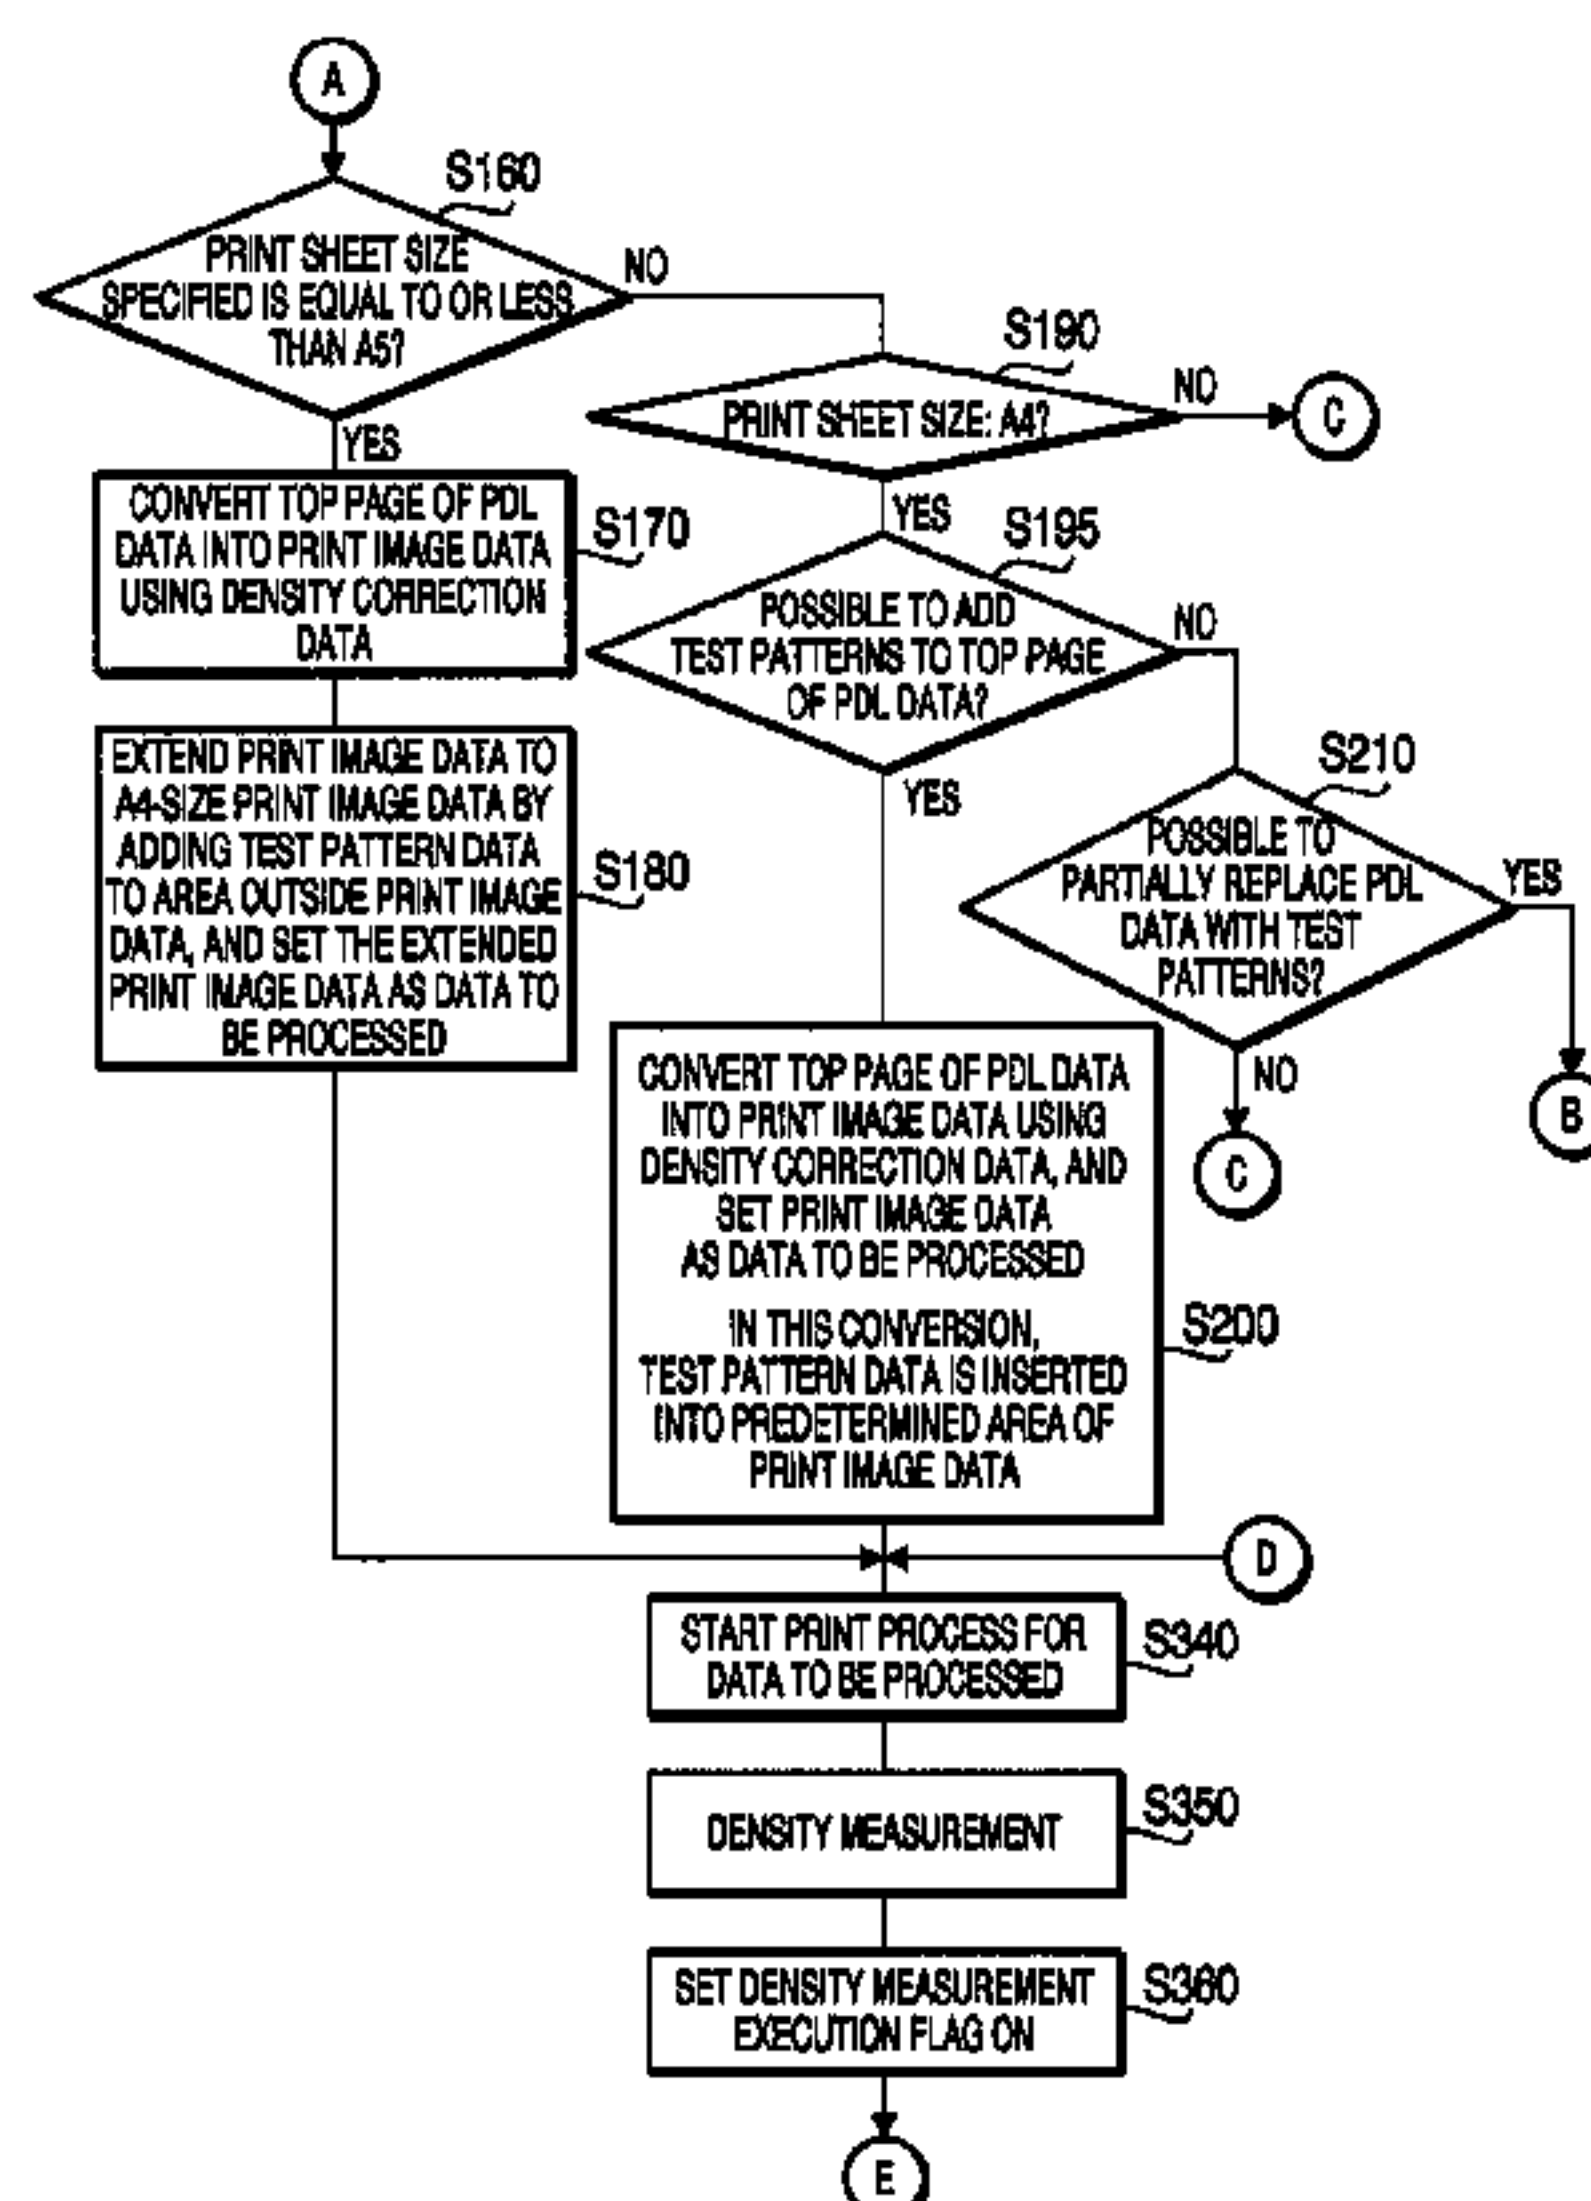 A
S160
PRINT SHEET SIZE
SPECIFIED IS EQUAL TO OR LESS
THAN A5?
NO
YES
S190
PRINT SHEET SIZE: A4?
NO
C
YES
CONVERT TOP PAGE OF PDL
DATA INTO PRINT IMAGE DATA
USING DENSITY CORRECTION
DATA
S170
S195
POSSIBLE TO ADD
TEST PATTERNS TO TOP PAGE
OF PDL DATA?
NO
YES
EXTEND PRINT IMAGE DATA TO
A4-SIZE PRINT IMAGE DATA BY
ADDING TEST PATTERN DATA
TO AREA OUTSIDE PRINT IMAGE
DATA, AND SET THE EXTENDED
PRINT IMAGE DATA AS DATA TO
BE PROCESSED
S180
S210
POSSIBLE TO
PARTIALLY REPLACE PDL
DATA WITH TEST
PATTERNS?
YES
B
NO
C
CONVERT TOP PAGE OF PDL DATA
INTO PRINT IMAGE DATA USING
DENSITY CORRECTION DATA, AND
SET PRINT IMAGE DATA
AS DATA TO BE PROCESSED
IN THIS CONVERSION,
TEST PATTERN DATA IS INSERTED
INTO PREDETERMINED AREA OF
PRINT IMAGE DATA
S200
D
START PRINT PROCESS FOR
DATA TO BE PROCESSED
S340
DENSITY MEASUREMENT
S350
SET DENSITY MEASUREMENT
EXECUTION FLAG ON
S360
E